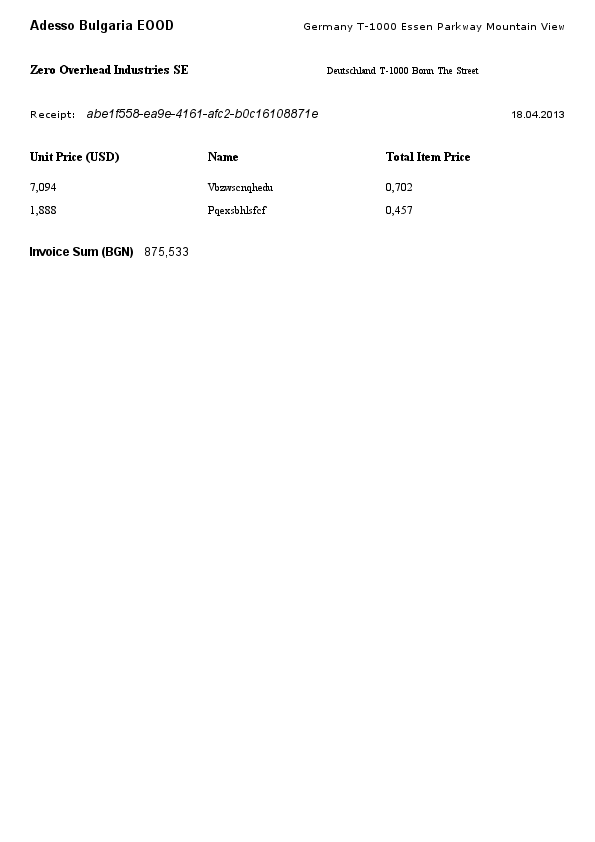 Adesso Bulgaria EOOD Germany T-1000 Essen Parkway Mountain View
Zero Overhead Industries SE Deutschland T-1000 Bonn The Street
Receipt: abe1f558-ea9e-4161-afc2-b0c16108871e 18.04.2013
Unit Price (USD) Name Total Item Price
7,094 Vbzwscnqhedu 0,702
1,888 Pqexsbhlsfcf 0,457
Invoice Sum (BGN) 875,533